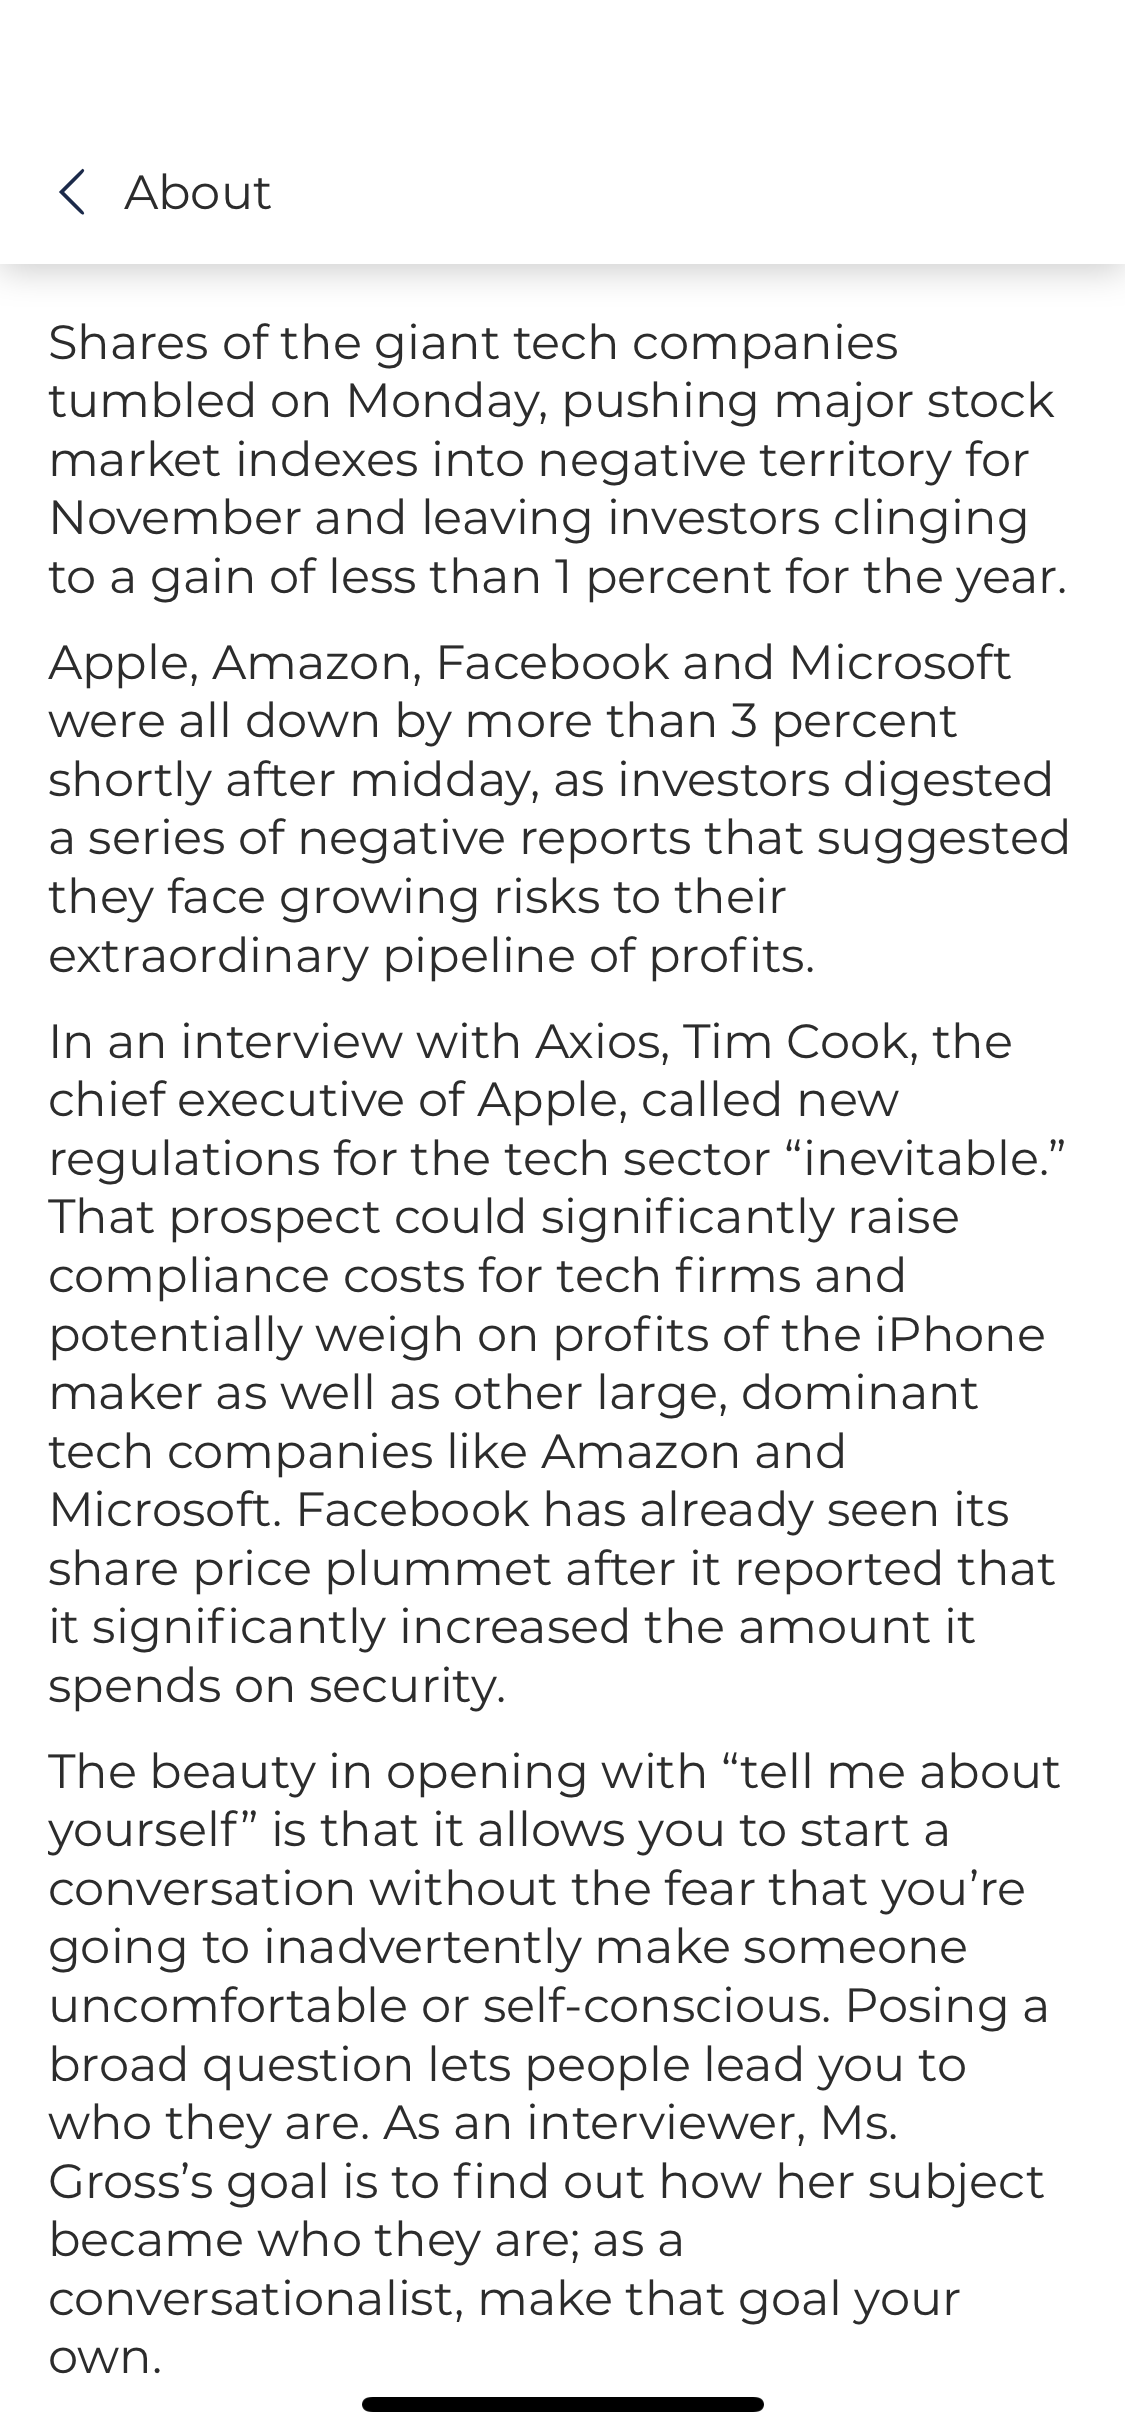 About
Shares of the giant tech companies
tumbled on Monday, pushing major stock
market indexes into negative territory for
November and leaving investors clinging
to a gain of less than 1 percent for the year.
Apple, Amazon, Facebook and Microsoft
were all down by more than 3 percent
shortly after midday, as investors digested
a series of negative reports that suggested
they face growing risks to their
extraordinary pipeline of profits.
In an interview with Axios, Tim Cook, the
chief executive of Apple, called new
regulations for the tech sector “inevitable.”
That prospect could significantly raise
compliance costs for tech firms and
potentially weigh on profits of the iPhone
maker as well as other large, dominant
tech companies like Amazon and
Microsoft. Facebook has already seen its
share price plummet after it reported that
it significantly increased the amount it
spends on security.
The beauty in opening with “tell me about
yourself” is that it allows you to start a
conversation without the fear that you’re
going to inadvertently make someone
uncomfortable or self-conscious. Posing a
broad question lets people lead you to
who they are. As an interviewer, Ms.
Gross’s goal is to find out how her subject
became who they are; as a
conversationalist, make that goal your
own.